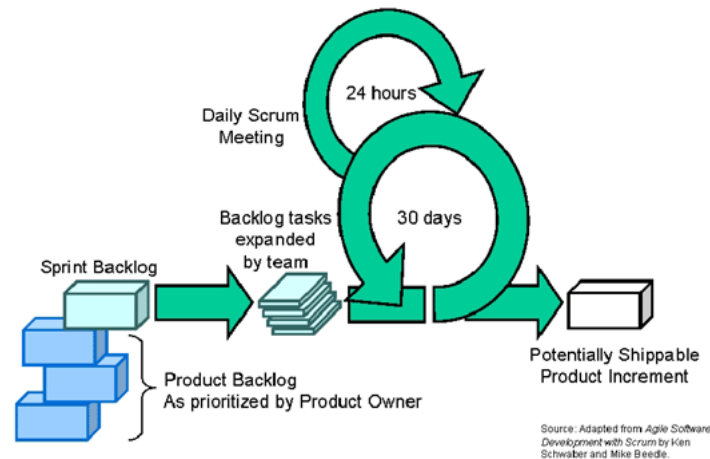 24 hours
Daily Scrum
Meeting
Backlog tasks
expanded
by team
30 days
Sprint Backlog
Potentially Shippable
Product Increment
Product Backlog
As prioritized by Product Owner
Source: Adapted from Agile Software
Development with Scrum by Ken
Schwaber and Mike Beedle.